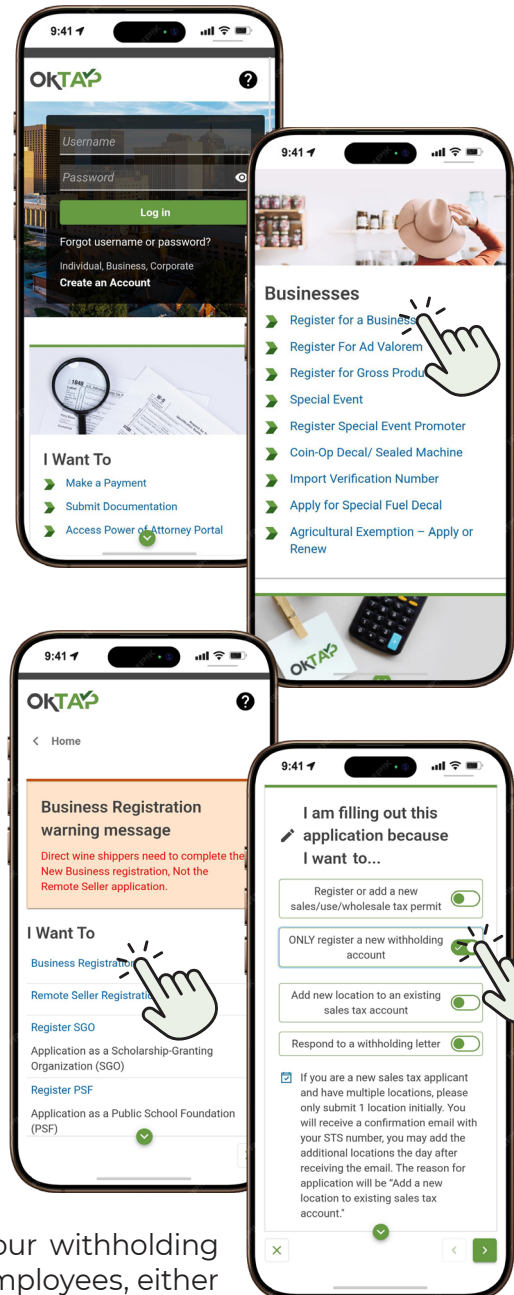 9:41
OKTAP
Username
Password
Log in
Forgot username or password?
Individual, Business, Corporate
Create an Account
I Want To
Make a Payment
Submit Documentation
Access Power of Attorney Portal
9:41
Businesses
Register for a Business
Register For Ad Valorem
Register for Gross
Special Event
Register Special Event Promoter
Coin-Op Decal/ Sealed Machine
Import Verification Number
Apply for Special Fuel Decal
Agricultural Exemption – Apply or
Renew
OKTAP
9:41
OKTAP
Home
Business Registration
warning message
Direct wine shippers need to complete the
New Business registration, Not the
Remote Seller application.
I Want To
Business Registration
Remote Seller
Register SGO
Application as a Scholarship-Granting
Organization (SGO)
Register PSF
Application as a Public School Foundation
(PSF)
9:41
I am filling out this
application because
I want to...
Register or add a new
sales/use/wholesale tax permit
ONLY register a new withholding
account
Add new location to an existing
sales tax account
Respond to a withholding letter
If you are a new sales tax applicant
and have multiple locations, please
only submit 1 location initially. You
will receive a confirmation email with
your STS number, you may add the
additional locations the day after
receiving the email. The reason for
application will be “Add a new
location to existing sales tax
account."
our withholding
mployees, either